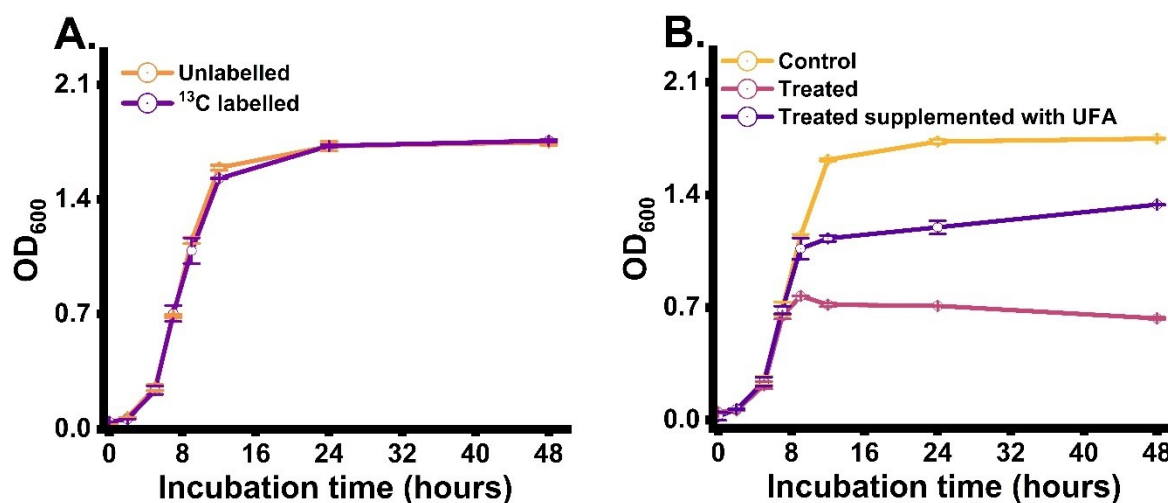 A.
Unlabelled
¹³C labelled
2.1
1.4
0.7
0.0
OD₆₀₀
0 8 16 24 32 40 48
Incubation time (hours)
B.
Control
Treated
Treated supplemented with UFA
2.1
1.4
0.7
0.0
OD₆₀₀
0 8 16 24 32 40 48
Incubation time (hours)